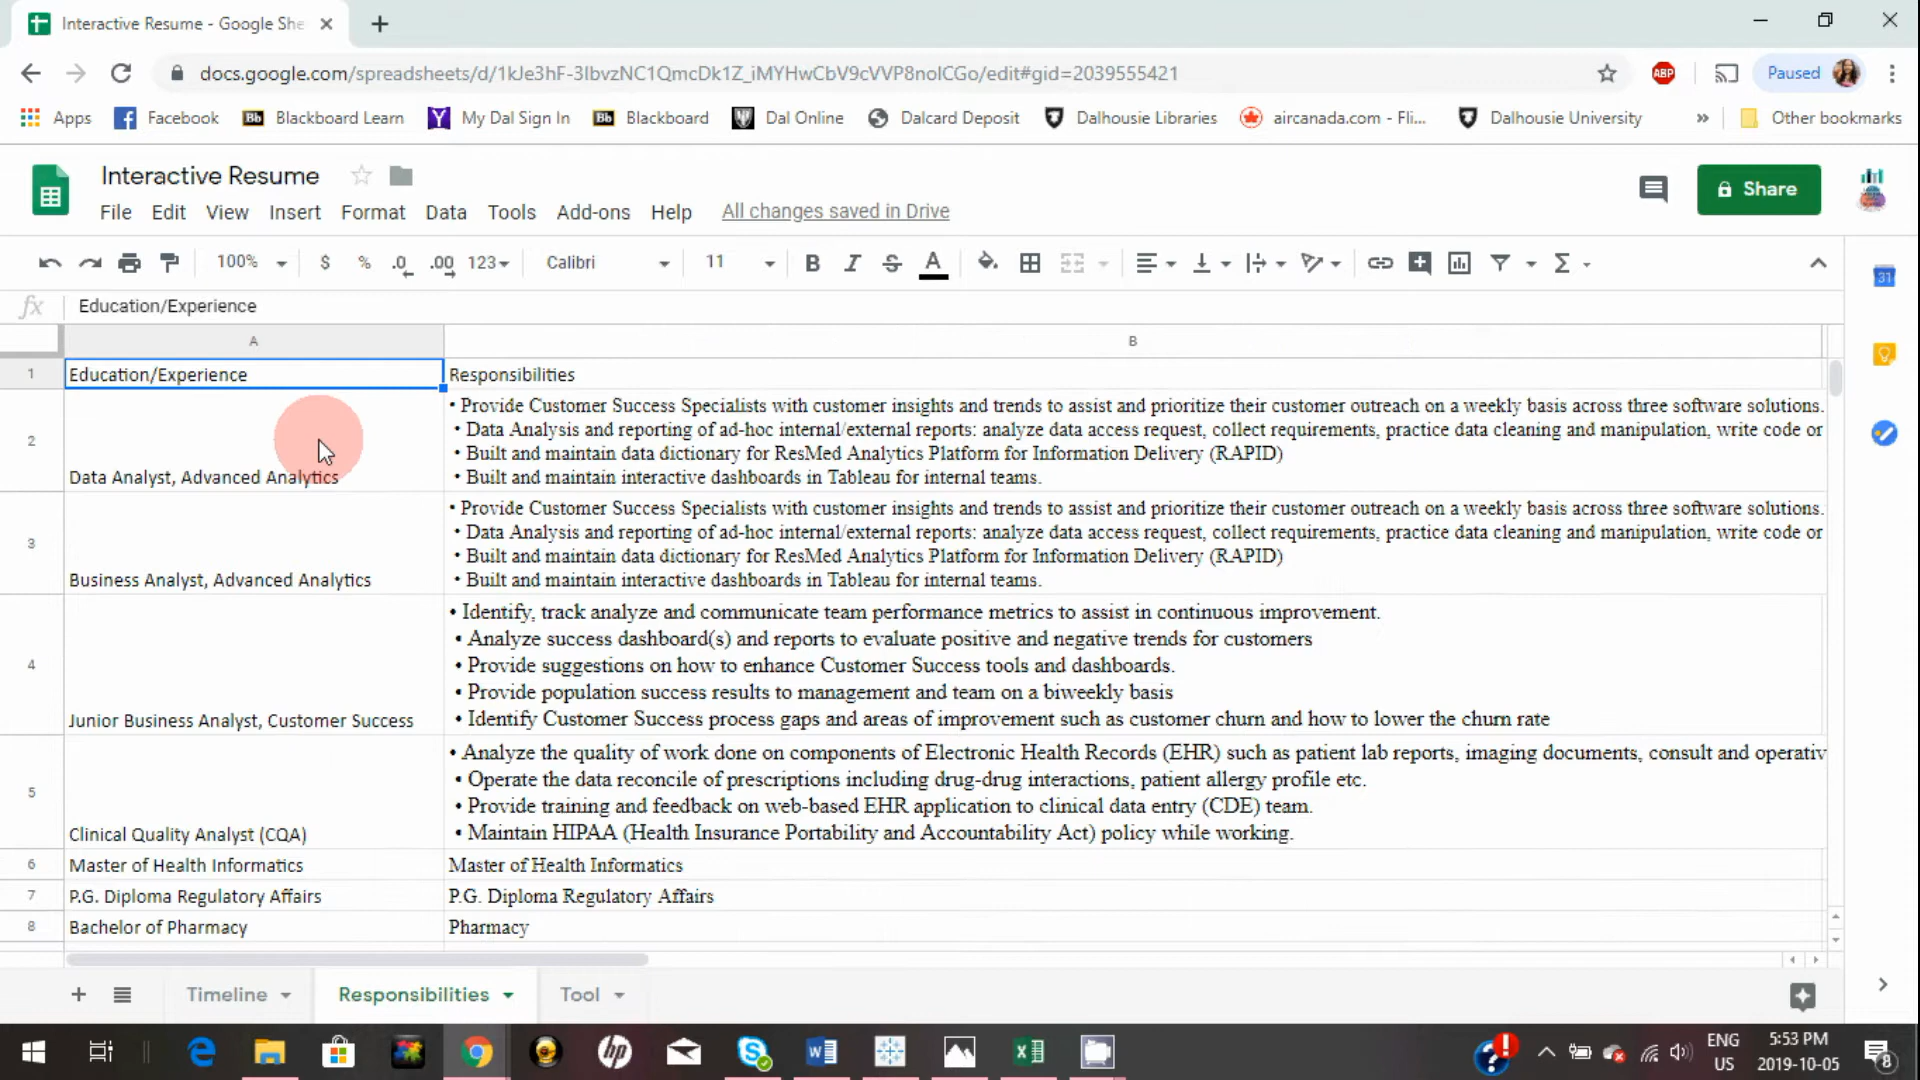 Interactive Resume - Google She
docs.google.com/spreadsheets/d/1kJe3hF-3lbvzNC1QmcDk1Z_iMYHwCbV9cVVP8nolCGo/edit#gid=2039555421
ABP
Paused
Apps Facebook Bb Blackboard Learn My Dal Sign In Bb Blackboard Dal Online Dalcard Deposit Dalhousie Libraries aircanada.com - Fli... Dalhousie University » Other bookmarks
Interactive Resume
Share
File Edit View Insert Format Data Tools Add-ons Help All changes saved in Drive
100% $ % .0 .00 123 Calibri 11 B I S A Σ
31
fx Education/Experience
A B
1 Education/Experience Responsibilities
• Provide Customer Success Specialists with customer insights and trends to assist and prioritize their customer outreach on a weekly basis across three software solutions.
• Data Analysis and reporting of ad-hoc internal/external reports: analyze data access request, collect requirements, practice data cleaning and manipulation, write code or
2
• Built and maintain data dictionary for ResMed Analytics Platform for Information Delivery (RAPID)
Data Analyst, Advanced Analytics • Built and maintain interactive dashboards in Tableau for internal teams.
• Provide Customer Success Specialists with customer insights and trends to assist and prioritize their customer outreach on a weekly basis across three software solutions.
• Data Analysis and reporting of ad-hoc internal/external reports: analyze data access request, collect requirements, practice data cleaning and manipulation, write code or
3
• Built and maintain data dictionary for ResMed Analytics Platform for Information Delivery (RAPID)
Business Analyst, Advanced Analytics • Built and maintain interactive dashboards in Tableau for internal teams.
• Identify, track analyze and communicate team performance metrics to assist in continuous improvement.
• Analyze success dashboard(s) and reports to evaluate positive and negative trends for customers
4 • Provide suggestions on how to enhance Customer Success tools and dashboards.
• Provide population success results to management and team on a biweekly basis
Junior Business Analyst, Customer Success • Identify Customer Success process gaps and areas of improvement such as customer churn and how to lower the churn rate
• Analyze the quality of work done on components of Electronic Health Records (EHR) such as patient lab reports, imaging documents, consult and operativ
• Operate the data reconcile of prescriptions including drug-drug interactions, patient allergy profile etc.
5
• Provide training and feedback on web-based EHR application to clinical data entry (CDE) team.
Clinical Quality Analyst (CQA) • Maintain HIPAA (Health Insurance Portability and Accountability Act) policy while working.
6 Master of Health Informatics Master of Health Informatics
7 P.G. Diploma Regulatory Affairs P.G. Diploma Regulatory Affairs
8 Bachelor of Pharmacy Pharmacy
Timeline Responsibilities Tool
ENG 5:53 PM
US 2019-10-05 8